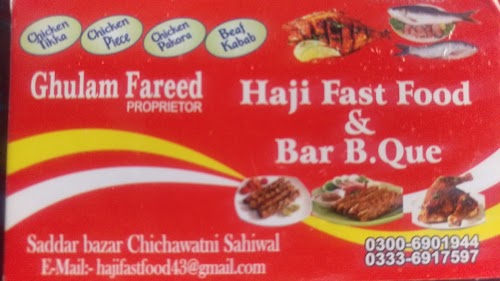 Chicken Tikka
Chicken Piece
Chicken Pakora
Beaf Kabab
Ghulam Fareed
PROPRIETOR
Haji Fast Food
&
Bar B.Que
Saddar bazar Chichawatni Sahiwal
E-Mail:- hajifastfood43@gmail.com
0300-6901944
0333-6917597